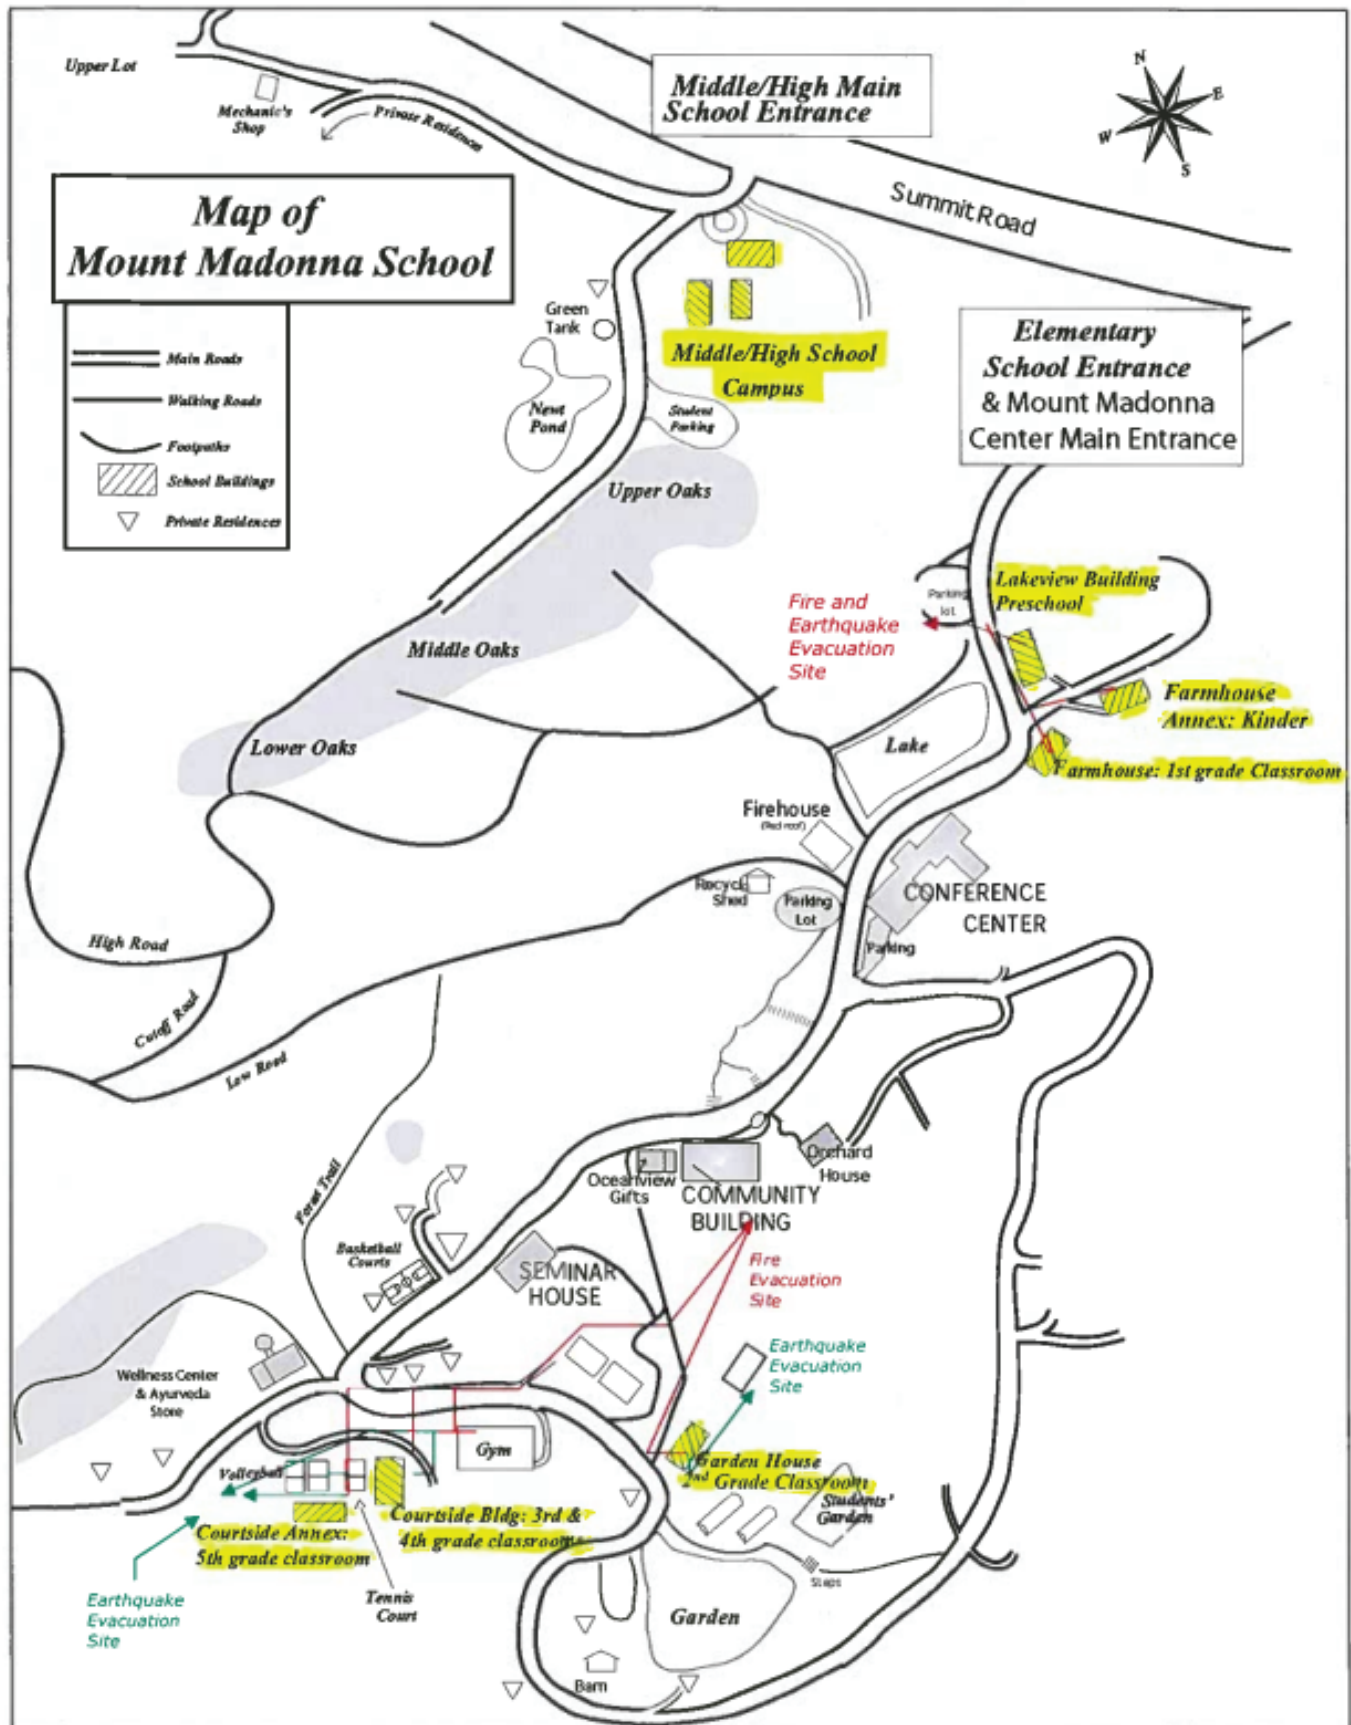 Upper Lot
Mechanic's
Shop
Private Residences
Middle/High Main
School Entrance
N
E
W
S
Summit Road
Map of
Mount Madonna School
Main Roads
Walking Roads
Footpaths
School Buildings
Private Residences
Green
Tank
Newt
Pond
Student
Parking
Middle/High School
Campus
Elementary
School Entrance
& Mount Madonna
Center Main Entrance
Upper Oaks
Middle Oaks
Lower Oaks
Fire and
Earthquake
Evacuation
Site
Parking
lot
Lakeview Building
Preschool
Farmhouse
Annex: Kinder
Farmhouse: 1st grade Classroom
Lake
Firehouse
(Red roof)
Recycle
Shed
Parking
Lot
CONFERENCE
CENTER
Parking
High Road
Cutoff Road
Low Road
Forest Trail
Orchard
House
Oceanview
Gifts
COMMUNITY
BUILDING
Basketball
Courts
SEMINAR
HOUSE
Fire
Evacuation
Site
Earthquake
Evacuation
Site
Wellness Center
& Ayurveda
Store
Gym
Volleyball
Garden House
2nd Grade Classroom
Students'
Garden
Courtside Bldg: 3rd &
4th grade classrooms
Courtside Annex:
5th grade classroom
Earthquake
Evacuation
Site
Tennis
Court
Steps
Garden
Barn